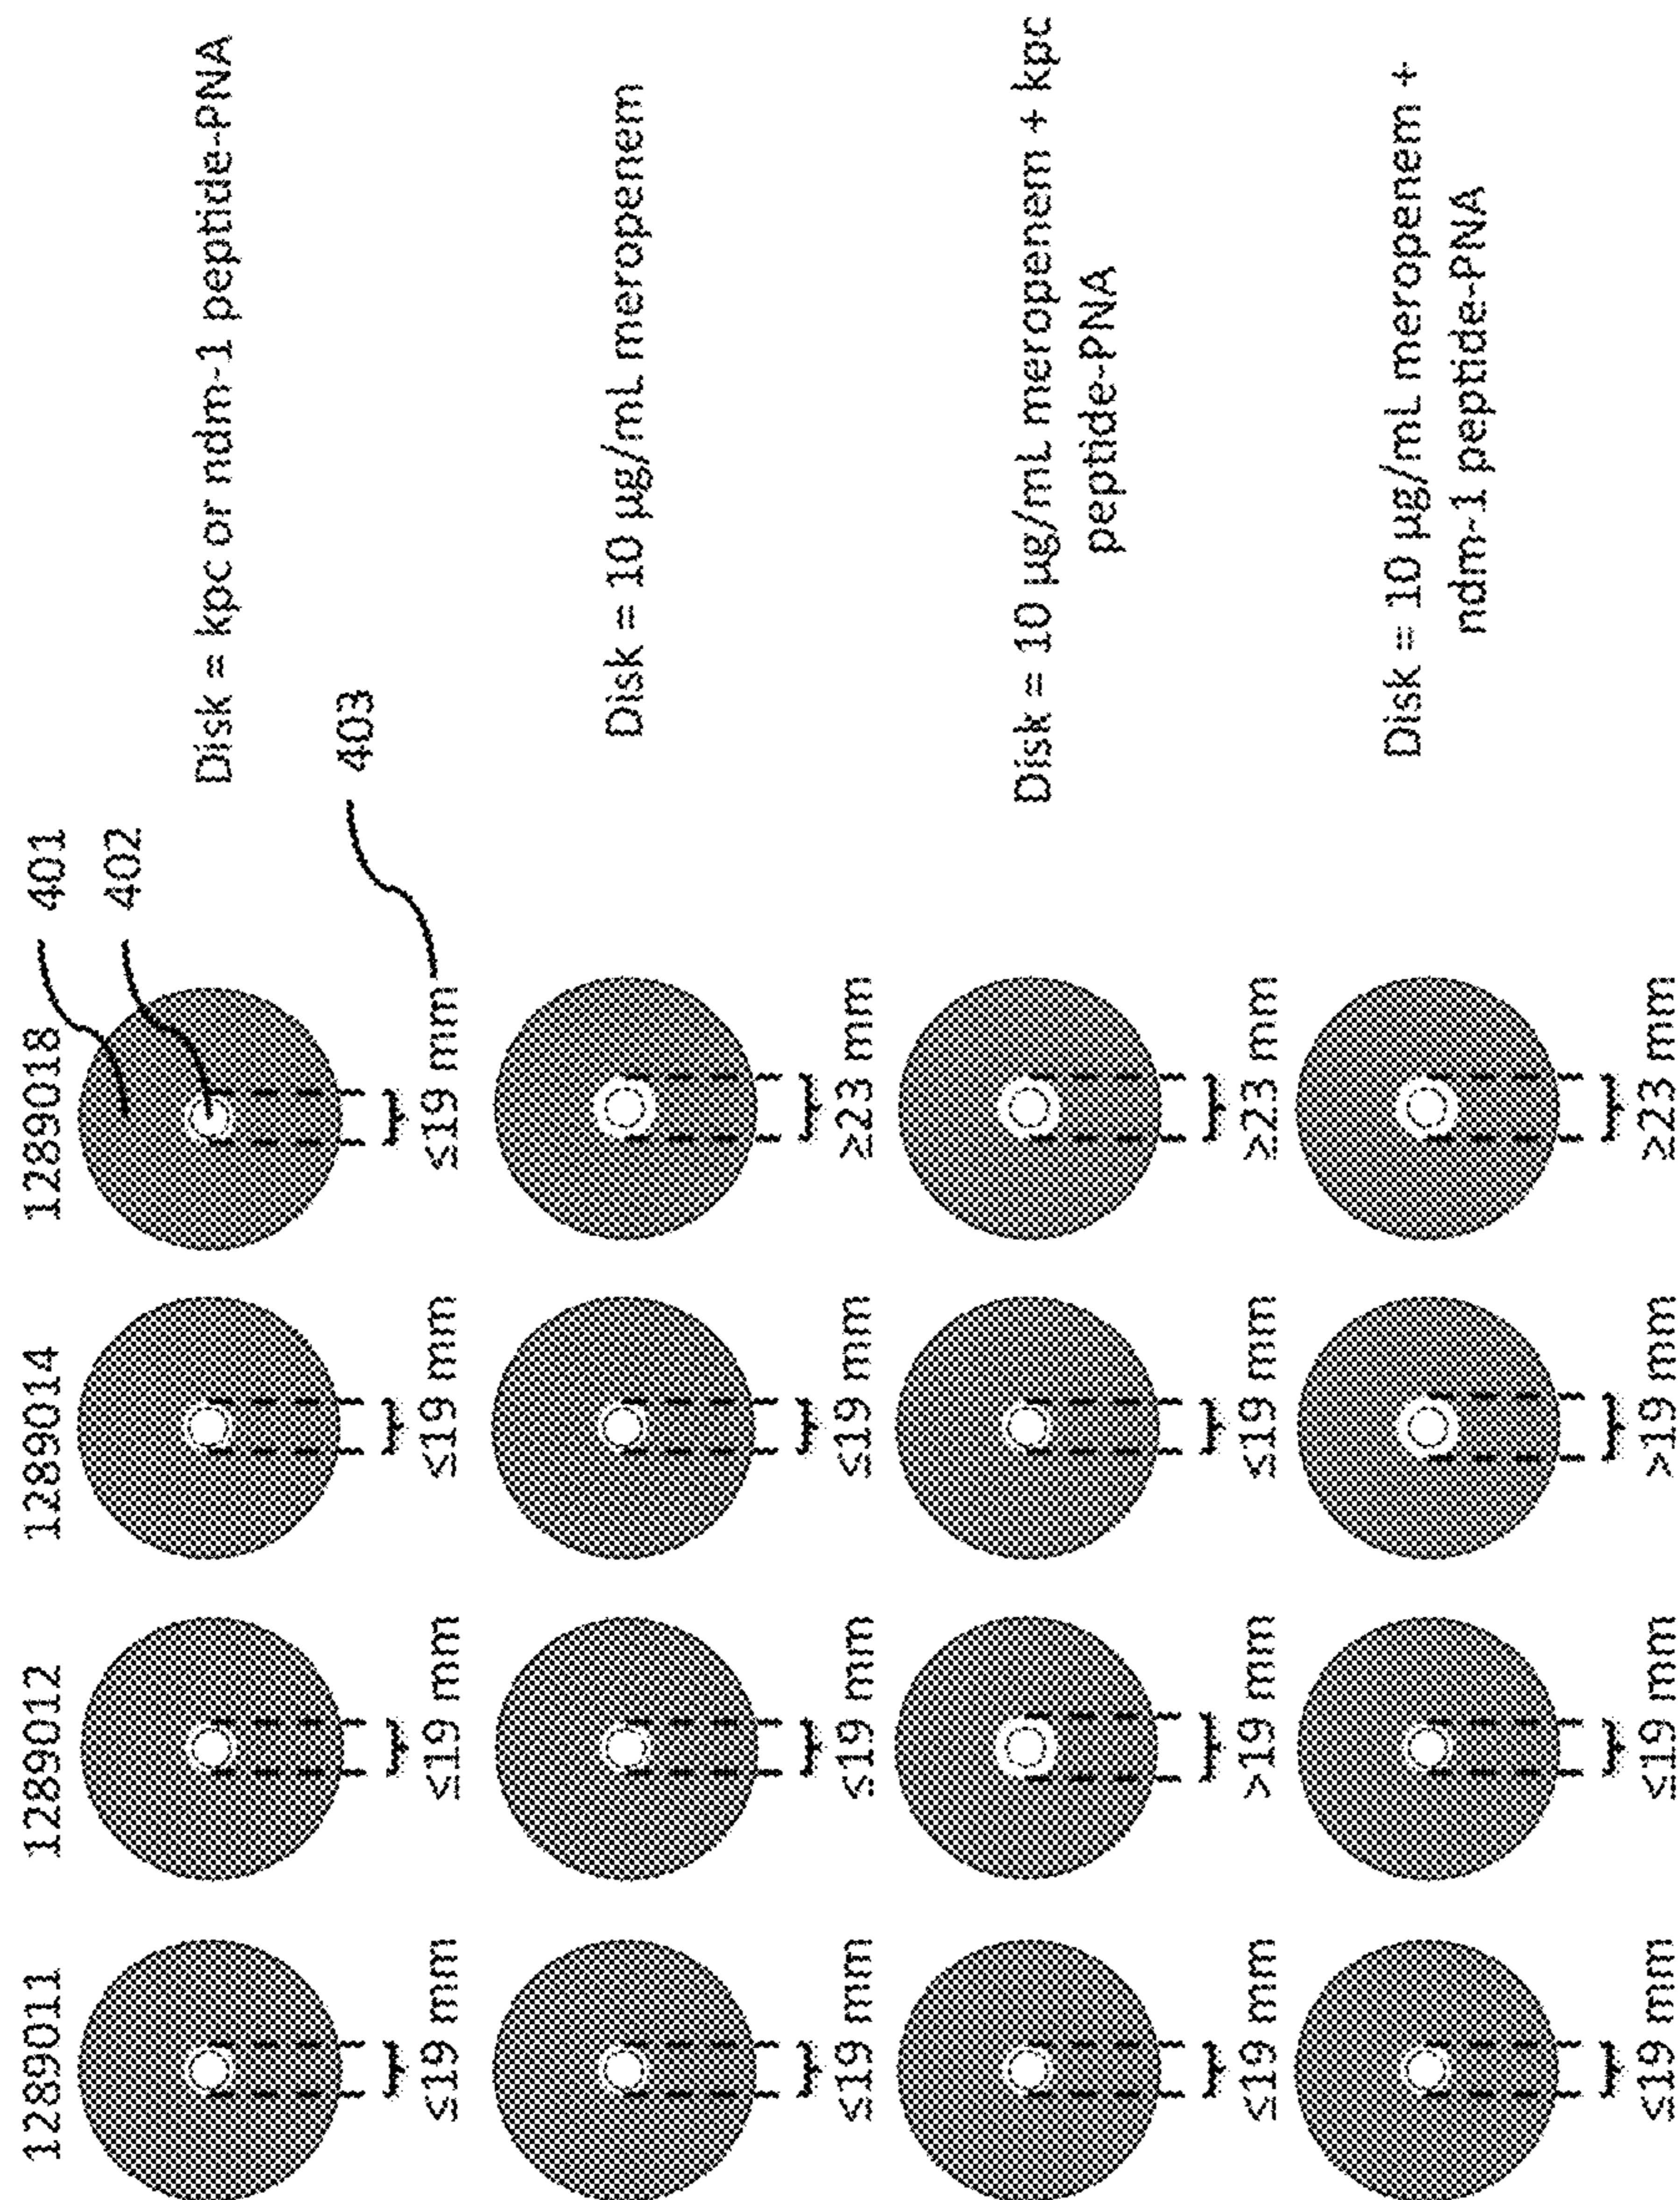 1289011 1289012 1289014 1289018
401
402
Disk = kpc or ndm-1 peptide-PNA
≤19 mm ≤19 mm ≤19 mm ≤19 mm
403
Disk = 10 µg/mL meropenem
≤19 mm ≤19 mm ≤19 mm ≥23 mm
Disk = 10 µg/mL meropenem + kpc
peptide-PNA
≤19 mm >19 mm ≤19 mm ≥23 mm
Disk = 10 µg/mL meropenem +
ndm-1 peptide-PNA
≤19 mm ≤19 mm >19 mm ≥23 mm